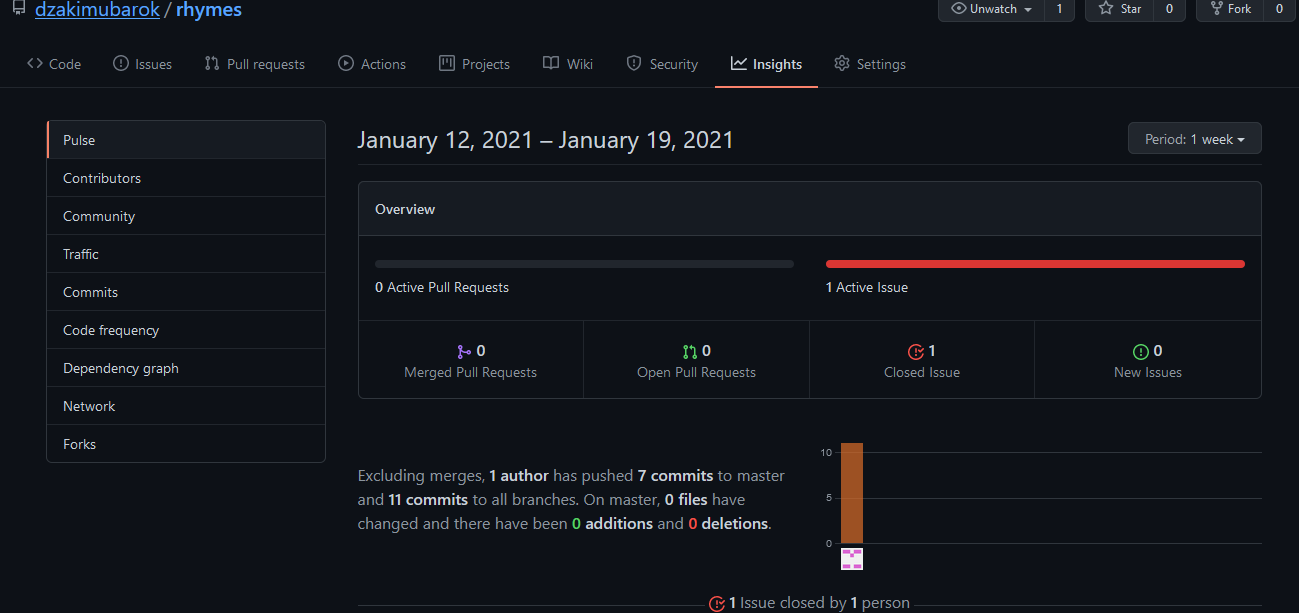 dzakimubarok / rhymes
Unwatch 1 Star 0 Fork 0
Code Issues Pull requests Actions Projects Wiki Security Insights Settings
Pulse
Contributors
Community
Traffic
Commits
Code frequency
Dependency graph
Network
Forks
January 12, 2021 – January 19, 2021
Period: 1 week
Overview
0 Active Pull Requests
1 Active Issue
0
Merged Pull Requests
0
Open Pull Requests
1
Closed Issue
0
New Issues
Excluding merges, 1 author has pushed 7 commits to master
and 11 commits to all branches. On master, 0 files have
changed and there have been 0 additions and 0 deletions.
10
5
0
1 Issue closed by 1 person